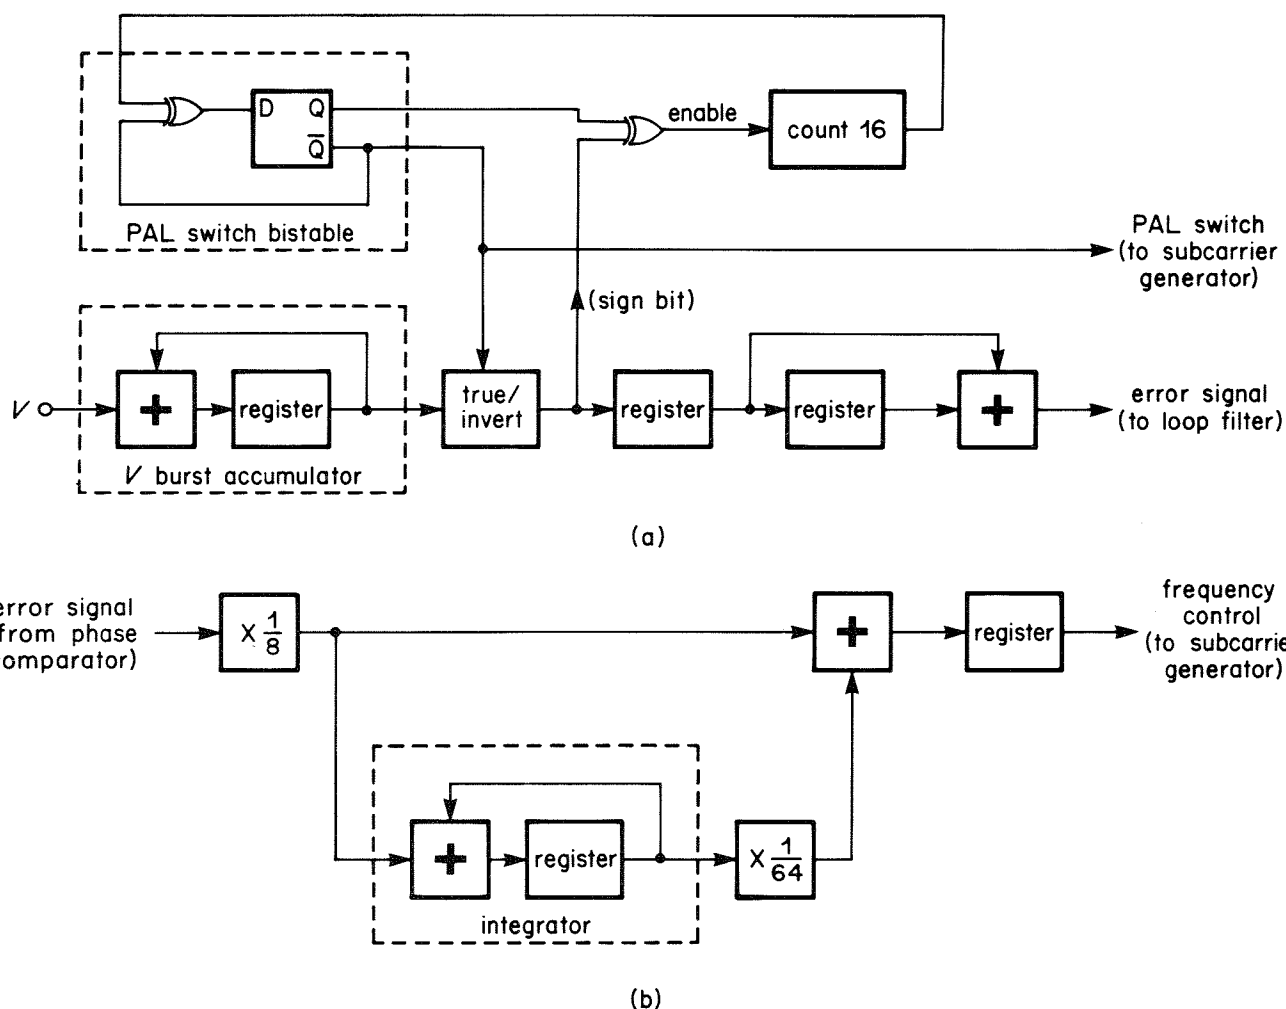 D Q
Q̅
enable
count 16
PAL switch bistable
PAL switch
(to subcarrier
generator)
(sign bit)
V
+
register
true/
invert
register
register
+
error signal
(to loop filter)
V burst accumulator
(a)
error signal
from phase
comparator)
X 1/8
+
register
frequency
control
(to subcarrie
generator)
+
register
X 1/64
integrator
(b)